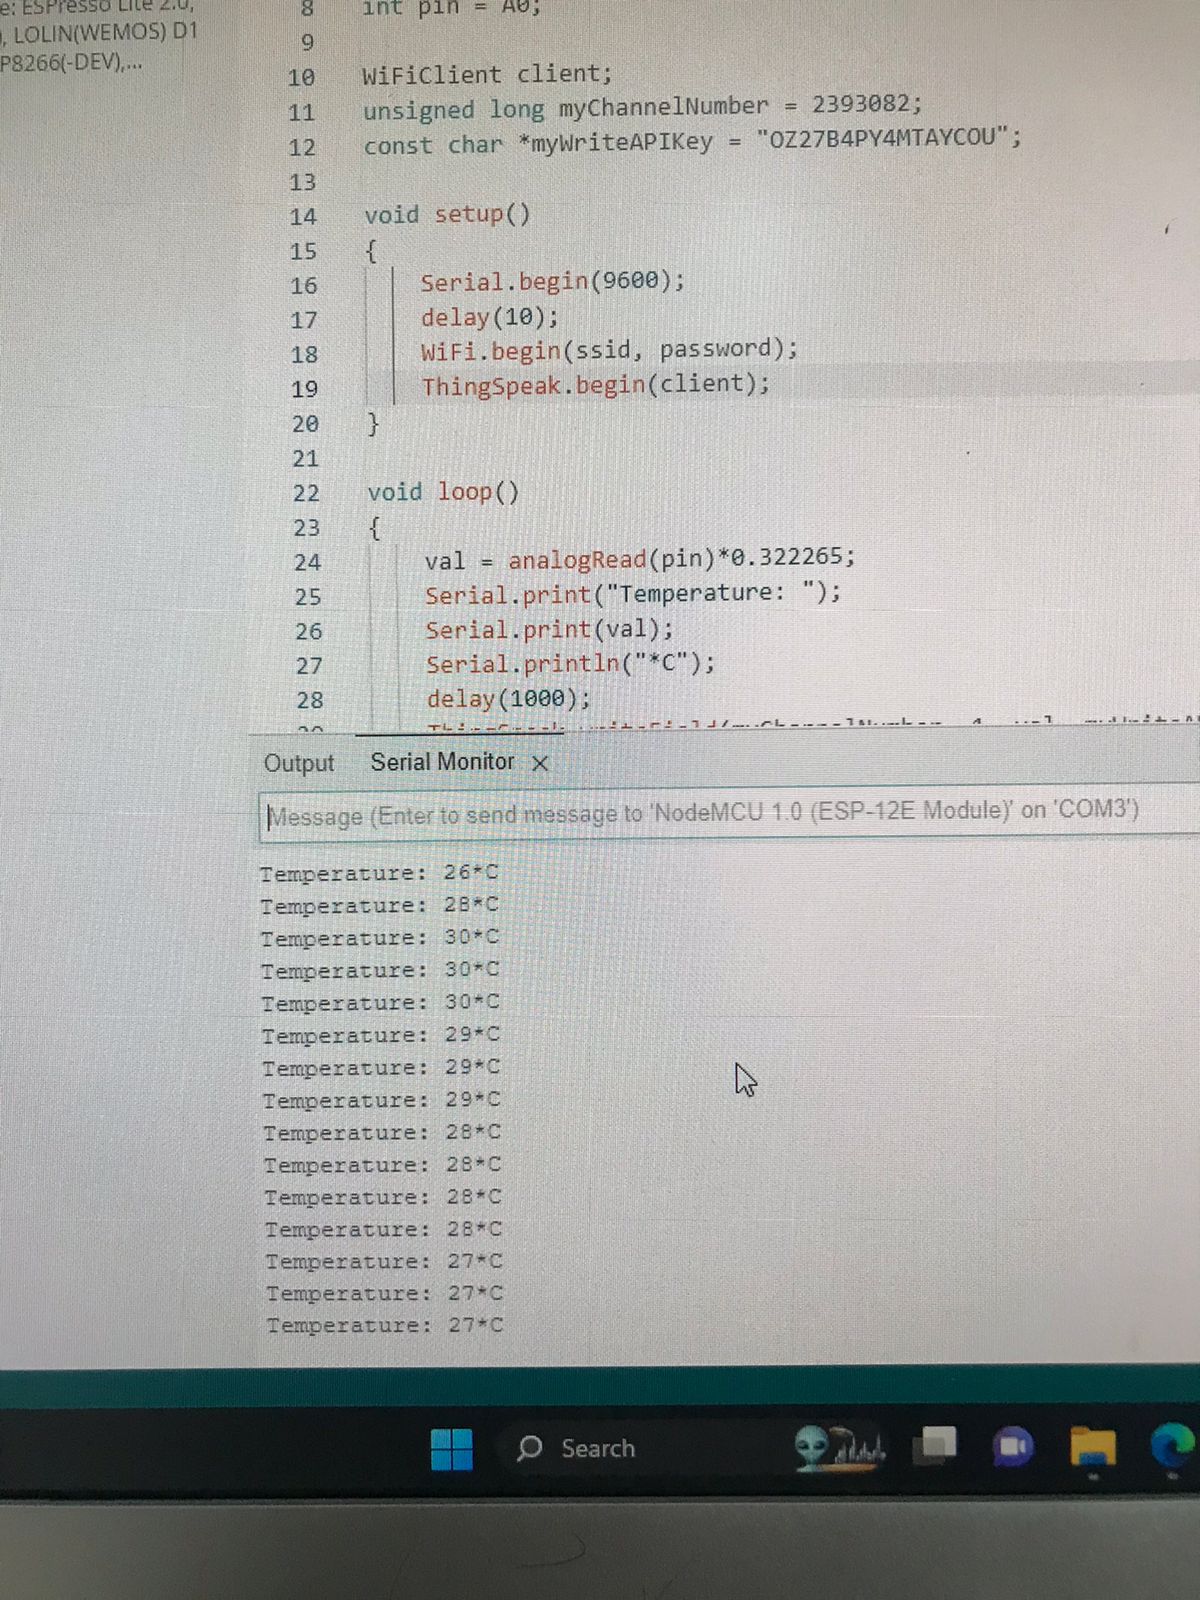 e: ESPresso Lite 2.0,
), LOLIN(WEMOS) D1
P8266(-DEV),...
8 int pin = A0;
9
10 WiFiClient client;
11 unsigned long myChannelNumber = 2393082;
12 const char *myWriteAPIKey = "OZ27B4PY4MTAYCOU";
13
14 void setup()
15 {
16 Serial.begin(9600);
17 delay(10);
18 WiFi.begin(ssid, password);
19 ThingSpeak.begin(client);
20 }
21
22 void loop()
23 {
24 val = analogRead(pin)*0.322265;
25 Serial.print("Temperature: ");
26 Serial.print(val);
27 Serial.println("*C");
28 delay(1000);
Output Serial Monitor ×
Message (Enter to send message to 'NodeMCU 1.0 (ESP-12E Module)' on 'COM3')
Temperature: 26*C
Temperature: 28*C
Temperature: 30*C
Temperature: 30*C
Temperature: 30*C
Temperature: 29*C
Temperature: 29*C
Temperature: 29*C
Temperature: 28*C
Temperature: 28*C
Temperature: 28*C
Temperature: 28*C
Temperature: 27*C
Temperature: 27*C
Temperature: 27*C
Search